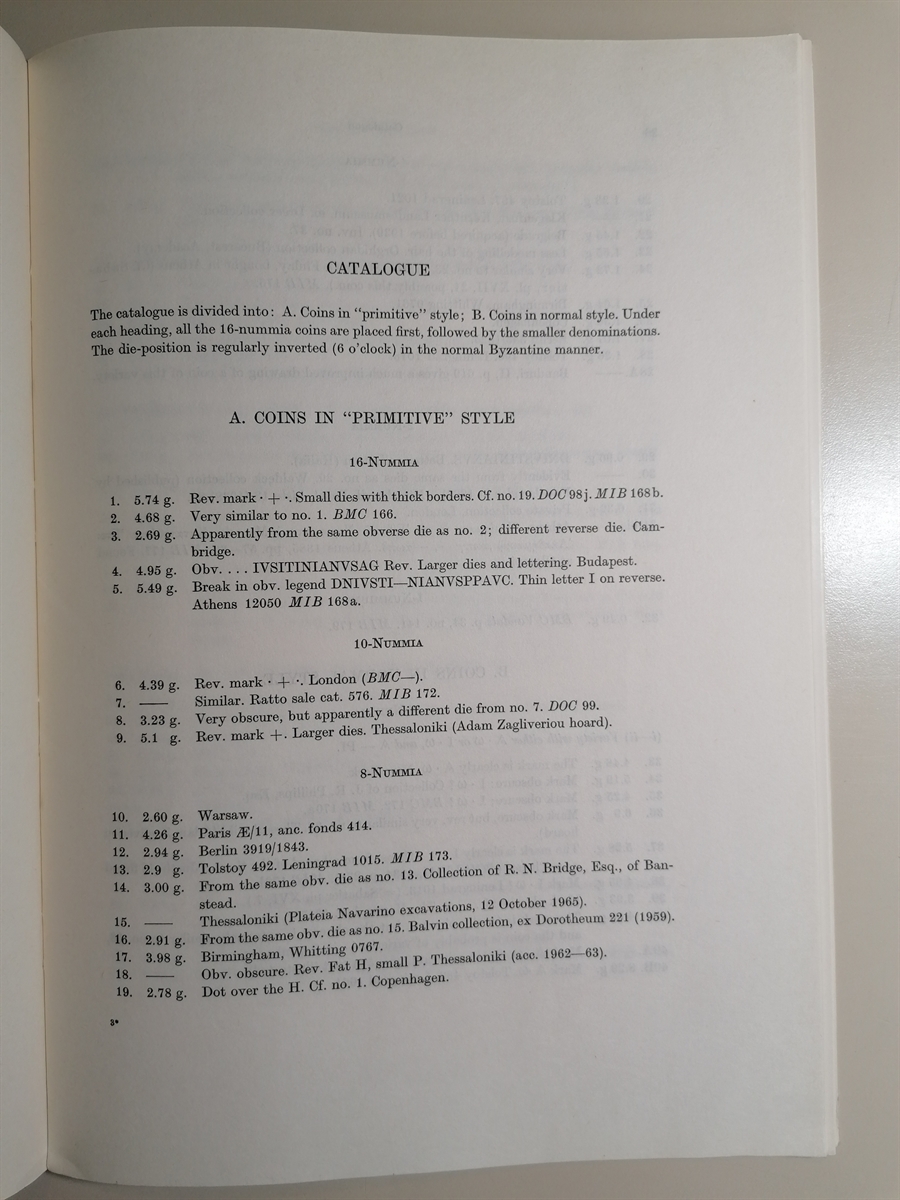 CATALOGUE
The catalogue is divided into: A. Coins in “primitive” style; B. Coins in normal style. Under
each heading, all the 16-nummia coins are placed first, followed by the smaller denominations.
The die-position is regularly inverted (6 o’clock) in the normal Byzantine manner.
A. COINS IN “PRIMITIVE” STYLE
16-Nummia
1. 5.74 g. Rev. mark · + ·. Small dies with thick borders. Cf. no. 19. DOC 98j. MIB 168b.
2. 4.68 g. Very similar to no. 1. BMC 166.
3. 2.69 g. Apparently from the same obverse die as no. 2; different reverse die. Cam-
bridge.
4. 4.95 g. Obv. . . . IVSITINIANVSAG Rev. Larger dies and lettering. Budapest.
5. 5.49 g. Break in obv. legend DNIVSTI—NIANVSPPAVC. Thin letter I on reverse.
Athens 12050 MIB 168a.
10-Nummia
6. 4.39 g. Rev. mark · + ·. London (BMC—).
7. —— Similar. Ratto sale cat. 576. MIB 172.
8. 3.23 g. Very obscure, but apparently a different die from no. 7. DOC 99.
9. 5.1 g. Rev. mark +. Larger dies. Thessaloniki (Adam Zagliveriou hoard).
8-Nummia
10. 2.60 g. Warsaw.
11. 4.26 g. Paris Æ/11, anc. fonds 414.
12. 2.94 g. Berlin 3919/1843.
13. 2.9 g. Tolstoy 492. Leningrad 1015. MIB 173.
14. 3.00 g. From the same obv. die as no. 13. Collection of R. N. Bridge, Esq., of Ban-
stead.
15. —— Thessaloniki (Plateia Navarino excavations, 12 October 1965).
16. 2.91 g. From the same obv. die as no. 15. Balvin collection, ex Dorotheum 221 (1959).
17. 3.98 g. Birmingham, Whitting 0767.
18. —— Obv. obscure. Rev. Fat H, small P. Thessaloniki (acc. 1962—63).
19. 2.78 g. Dot over the H. Cf. no. 1. Copenhagen.
3*